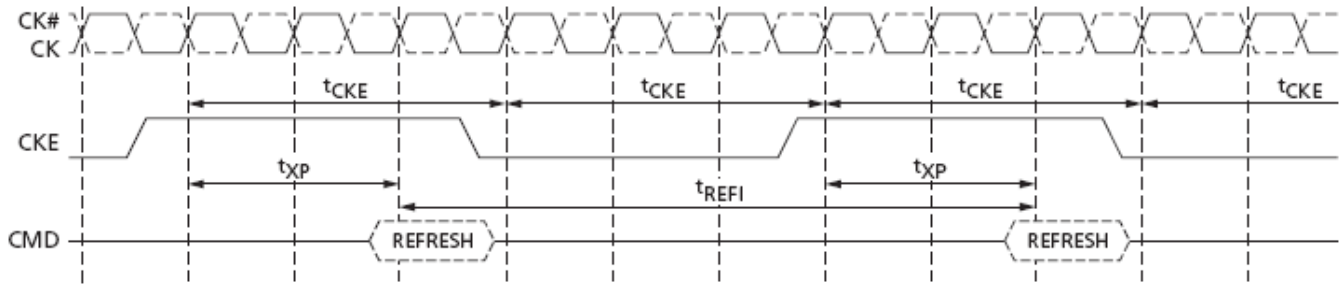 CK#
CK
tCKE tCKE tCKE tCKE
CKE
tXP tXP
tREFI
CMD REFRESH REFRESH